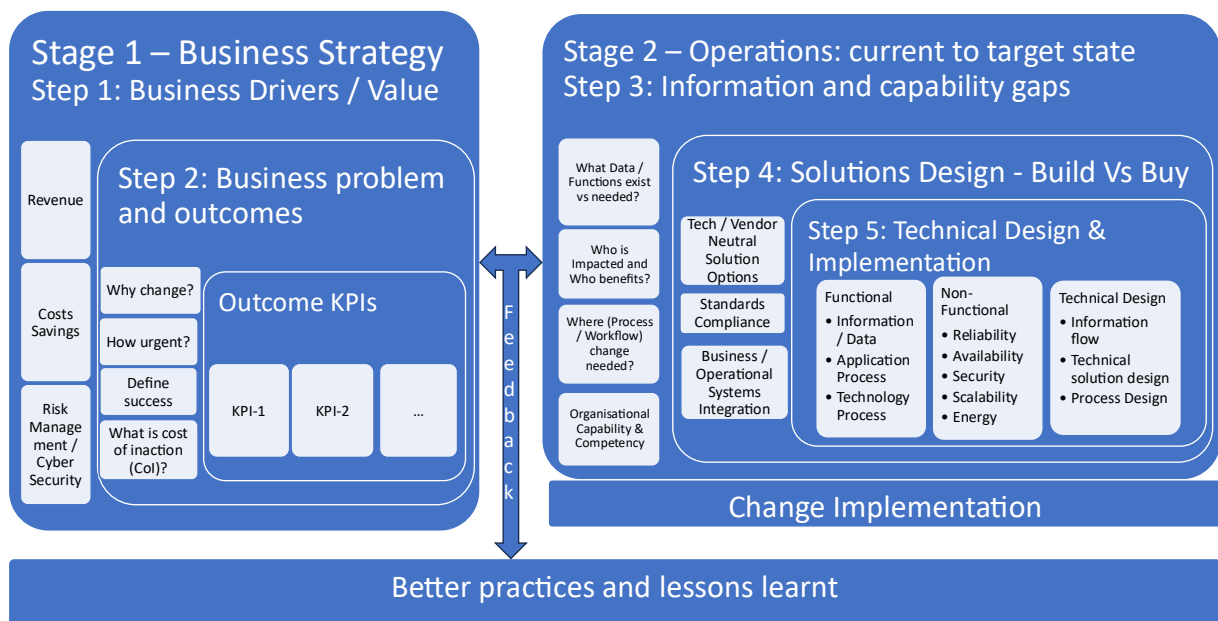 Stage 1 – Business Strategy
Step 1: Business Drivers / Value
Revenue
Costs
Savings
Risk
Manage
ment /
Cyber
Security
Step 2: Business problem
and outcomes
Why change?
How urgent?
Define
success
What is cost
of inaction
(CoI)?
Outcome KPIs
KPI-1
KPI-2
...
Feedback
Stage 2 – Operations: current to target state
Step 3: Information and capability gaps
What Data /
Functions exist
vs needed?
Who is
Impacted and
Who benefits?
Where (Process
/ Workflow)
change
needed?
Organisational
Capability &
Competency
Step 4: Solutions Design - Build Vs Buy
Tech / Vendor
Neutral
Solution
Options
Standards
Compliance
Business /
Operational
Systems
Integration
Step 5: Technical Design &
Implementation
Functional
• Information
/ Data
• Application
Process
• Technology
Process
Non-
Functional
• Reliability
• Availability
• Security
• Scalability
• Energy
Technical Design
• Information
flow
• Technical
solution design
• Process Design
Change Implementation
Better practices and lessons learnt